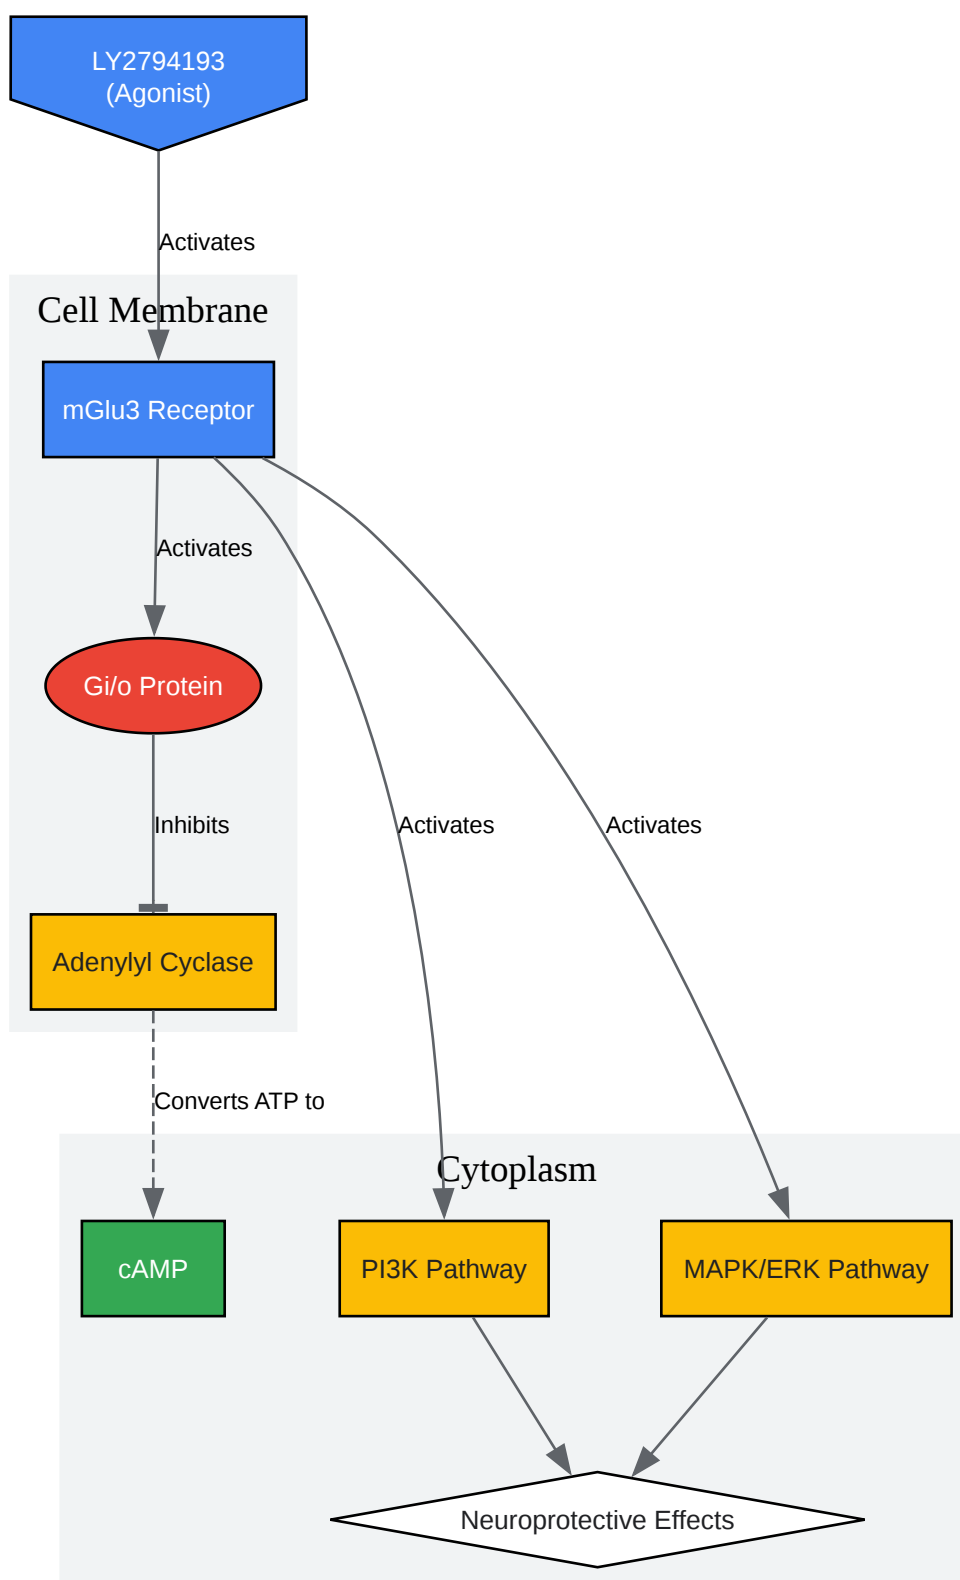 LY2794193
(Agonist)
Activates
Cell Membrane
mGlu3 Receptor
Activates
Gi/o Protein
Inhibits
Activates
Activates
Adenylyl Cyclase
Converts ATP to
Cytoplasm
cAMP
PI3K Pathway
MAPK/ERK Pathway
Neuroprotective Effects